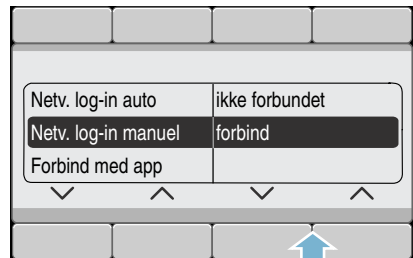 Netv. log-in auto ikke forbundet
Netv. log-in manuel forbind
Forbind med app